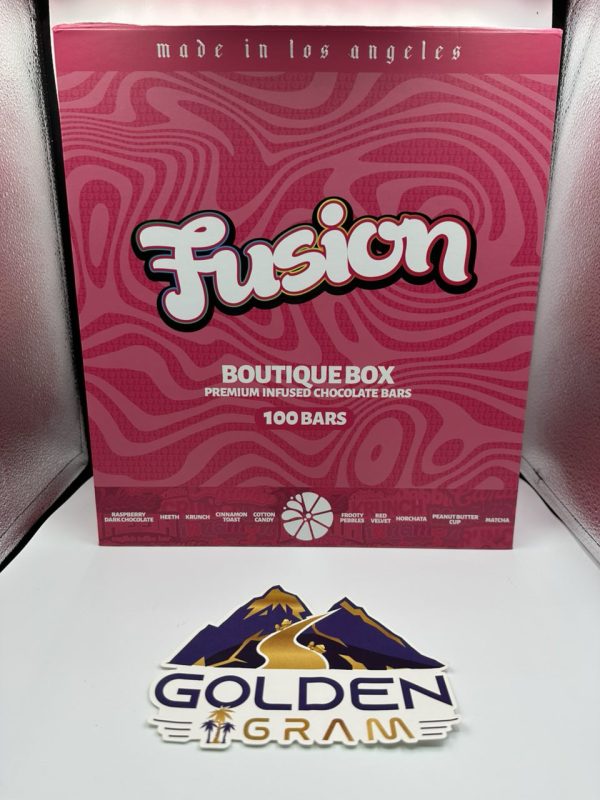 made in los angeles
Fusion
BOUTIQUE BOX
PREMIUM INFUSED CHOCOLATE BARS
100 BARS
RASPBERRY
DARK CHOCOLATE
HEETH
KRUNCH
CINNAMON
TOAST
COTTON
CANDY
FROOTY
PEBBLES
RED
VELVET
HORCHATA
PEANUT BUTTER
CUP
MATCHA
GOLDEN
GRAM